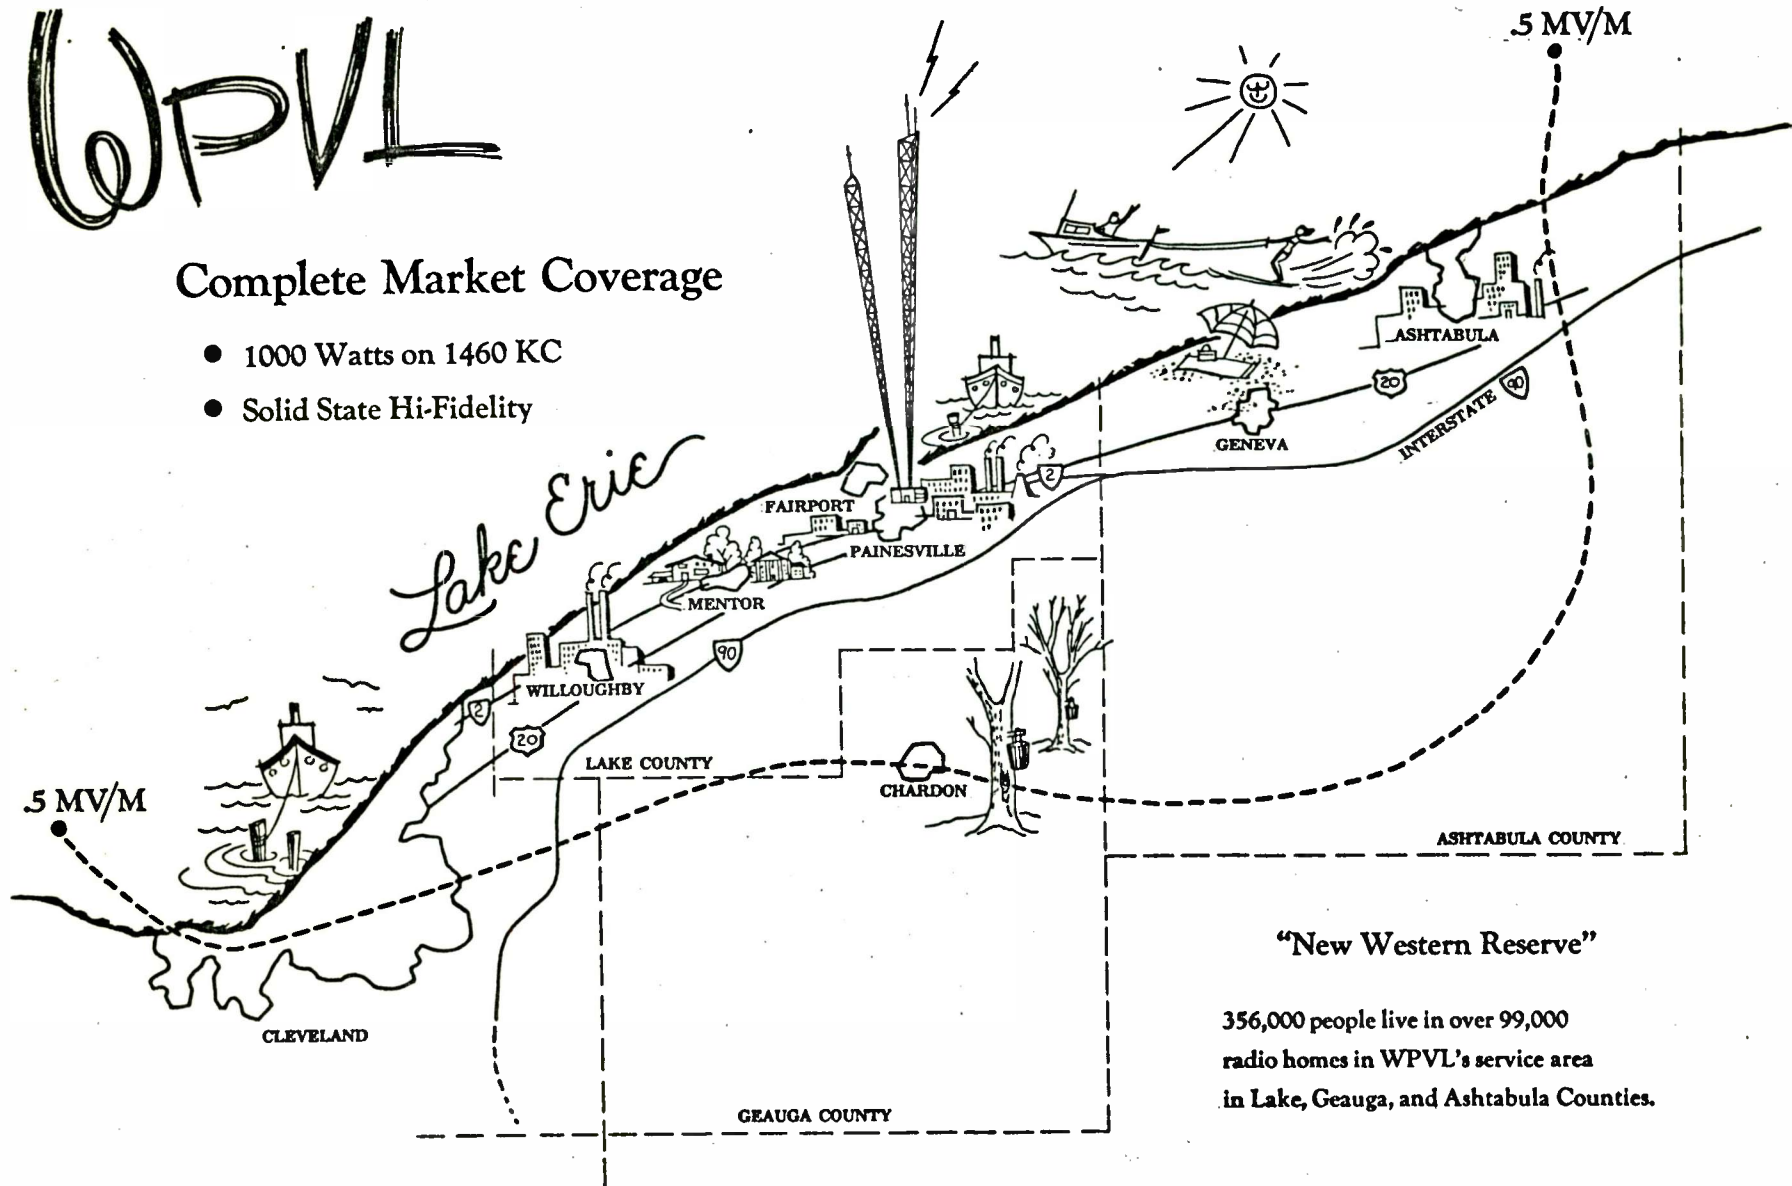 WPVL
.5 MV/M
Complete Market Coverage
● 1000 Watts on 1460 KC
● Solid State Hi-Fidelity
Lake Erie
ASHTABULA
20
90
INTERSTATE
GENEVA
2
FAIRPORT
PAINESVILLE
MENTOR
90
WILLOUGHBY
2
20
LAKE COUNTY
CHARDON
.5 MV/M
ASHTABULA COUNTY
CLEVELAND
"New Western Reserve"
356,000 people live in over 99,000
radio homes in WPVL's service area
in Lake, Geauga, and Ashtabula Counties.
GEAUGA COUNTY